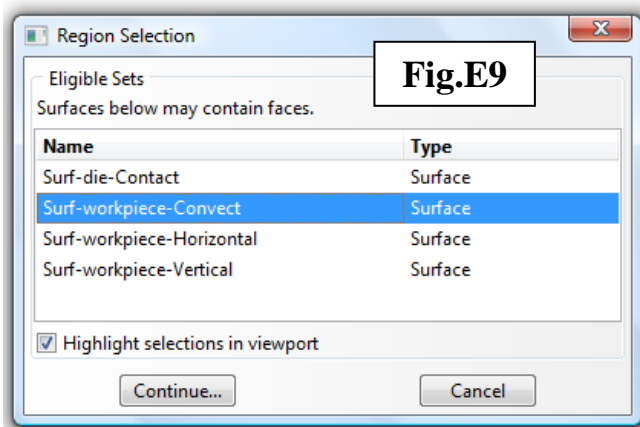 Region Selection
Fig.E9
Eligible Sets
Surfaces below may contain faces.
Name Type
Surf-die-Contact Surface
Surf-workpiece-Convect Surface
Surf-workpiece-Horizontal Surface
Surf-workpiece-Vertical Surface
Highlight selections in viewport
Continue... Cancel